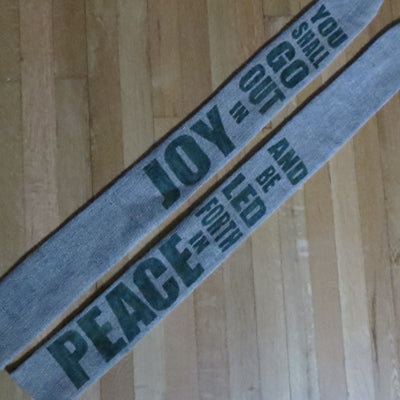 YOU
SHALL
GO
OUT
IN
JOY
AND
BE
LED
FORTH
IN
PEACE